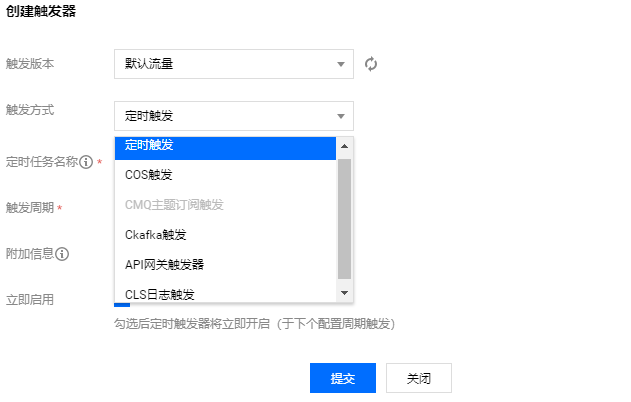 创建触发器
触发版本
默认流量
触发方式
定时触发
定时触发
定时任务名称 *
COS触发
CMQ主题订阅触发
触发周期 *
Ckafka触发
附加信息
API网关触发器
立即启用
CLS日志触发
勾选后定时触发器将立即开启（于下个配置周期触发）
提交
关闭